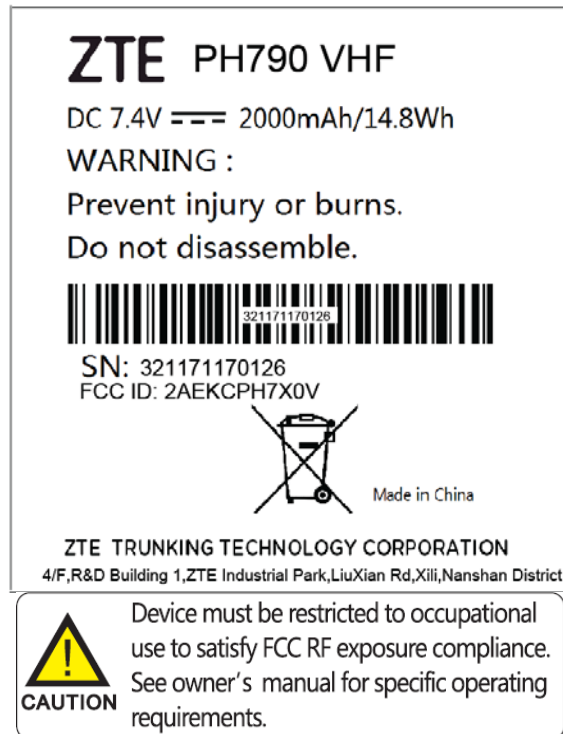 ZTE PH790 VHF
DC 7.4V 2000mAh/14.8Wh
WARNING :
Prevent injury or burns.
Do not disassemble.
321171170126
SN: 321171170126
FCC ID: 2AEKCPH7X0V
Made in China
ZTE TRUNKING TECHNOLOGY CORPORATION
4/F,R&D Building 1,ZTE Industrial Park,LiuXian Rd,Xili,Nanshan District
Device must be restricted to occupational
use to satisfy FCC RF exposure compliance.
See owner's manual for specific operating
requirements.
CAUTION